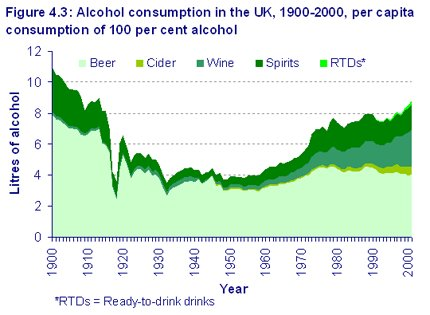 Figure 4.3: Alcohol consumption in the UK, 1900-2000, per capita
consumption of 100 per cent alcohol
12
Beer Cider Wine Spirits RTDs*
10
8
6
4
2
0
Litres of alcohol
1900 1910 1920 1930 1940 1950 1960 1970 1980 1990 2000
Year
*RTDs = Ready-to-drink drinks